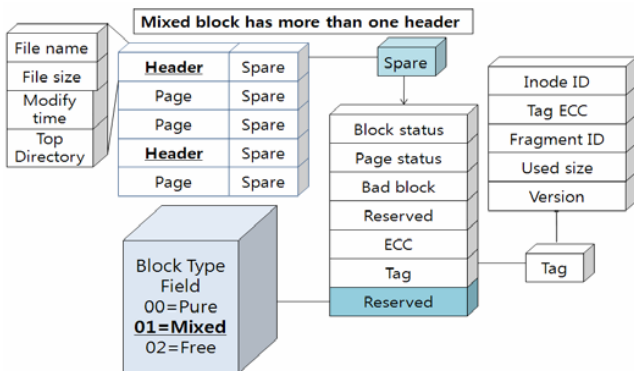 Mixed block has more than one header
File name
File size
Modify
time
Top
Directory
Header Spare
Page Spare
Page Spare
Header Spare
Page Spare
Spare
Block status
Page status
Bad block
Reserved
ECC
Tag
Reserved
Inode ID
Tag ECC
Fragment ID
Used size
Version
Tag
Block Type
Field
00=Pure
01=Mixed
02=Free